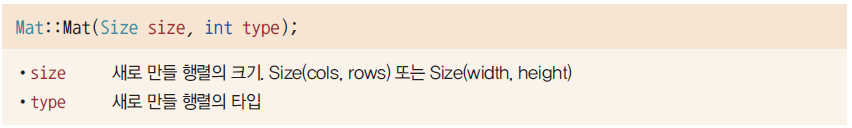 Mat::Mat(Size size, int type);
• size 새로 만들 행렬의 크기. Size(cols, rows) 또는 Size(width, height)
• type 새로 만들 행렬의 타입